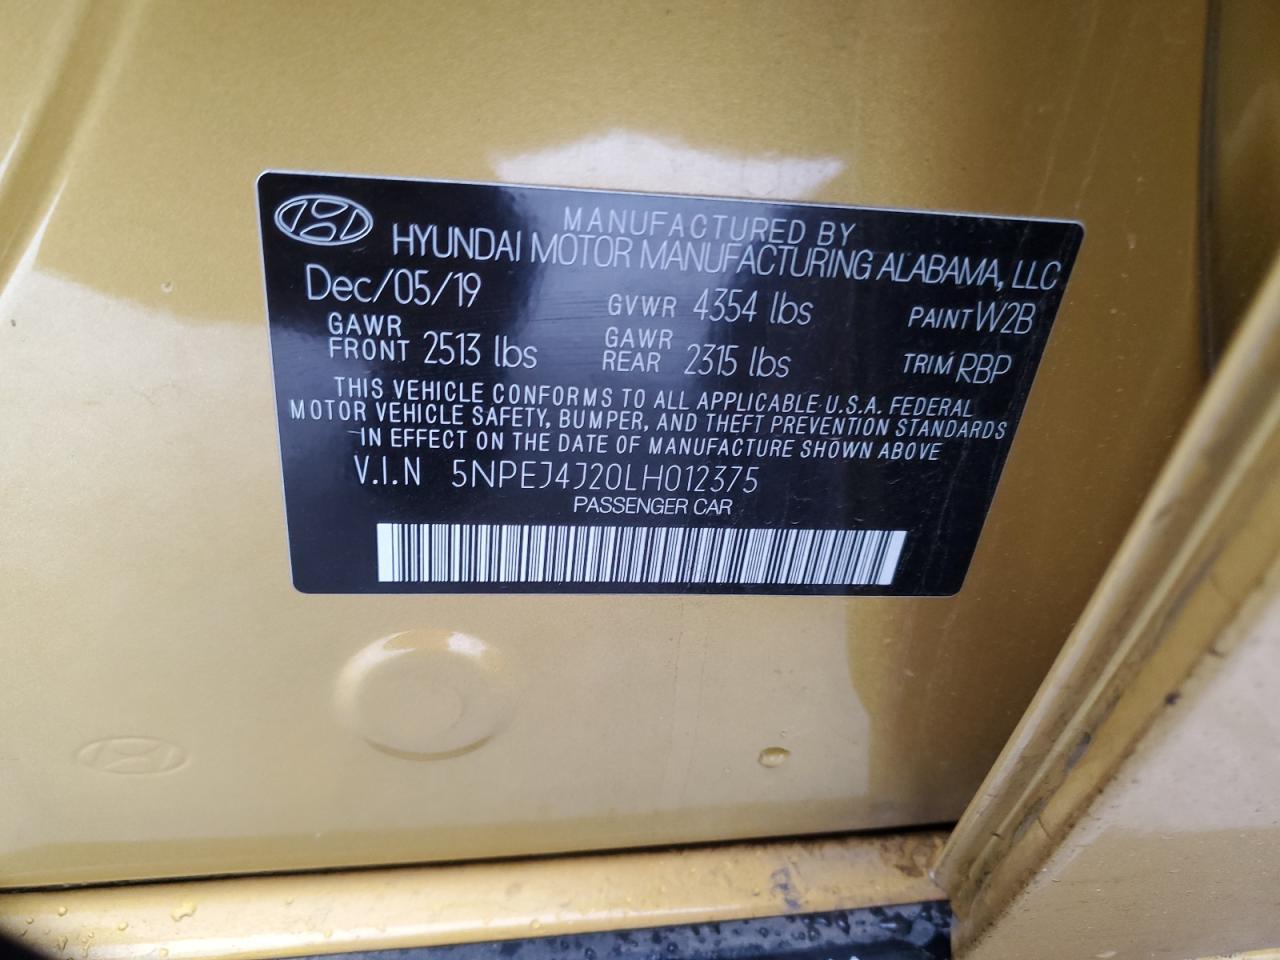 MANUFACTURED BY
HYUNDAI MOTOR MANUFACTURING ALABAMA, LLC
Dec/05/19 GVWR 4354 lbs PAINT W2B
GAWR FRONT 2513 lbs GAWR REAR 2315 lbs TRIM RBP
THIS VEHICLE CONFORMS TO ALL APPLICABLE U.S.A. FEDERAL
MOTOR VEHICLE SAFETY, BUMPER, AND THEFT PREVENTION STANDARDS
IN EFFECT ON THE DATE OF MANUFACTURE SHOWN ABOVE
V.I.N 5NPEJ4J20LH012375
PASSENGER CAR